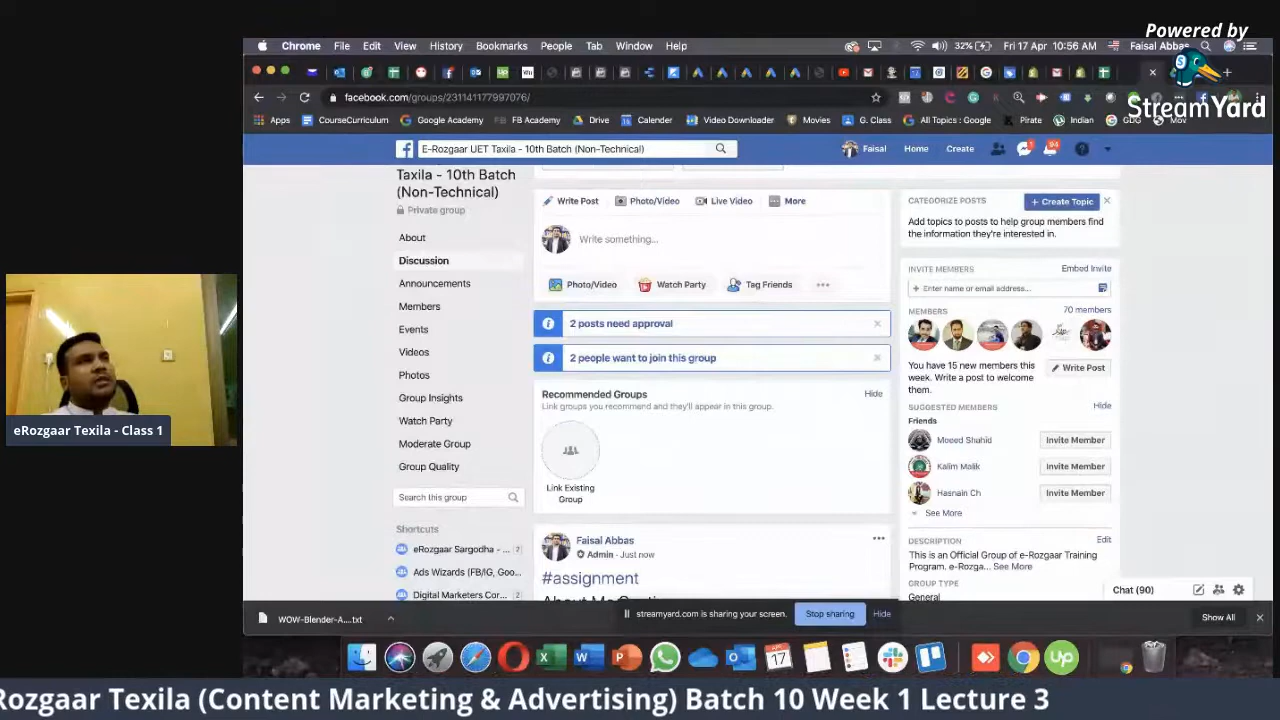 Powered by
StreamYard
Chrome File Edit View History Bookmarks People Tab Window Help
32% Fri 17 Apr 10:56 AM Faisal Abbas
facebook.com/groups/231141177997076/
Apps CourseCurriculum Google Academy FB Academy Drive Calender Video Downloader Movies G. Class All Topics : Google Pirate Indian GDG Mov
E-Rozgaar UET Taxila - 10th Batch (Non-Technical)
Faisal Home Create
Taxila - 10th Batch
(Non-Technical)
Private group
About
Discussion
Announcements
Members
Events
Videos
Photos
Group Insights
Watch Party
Moderate Group
Group Quality
Search this group
Shortcuts
eRozgaar Sargodha - ... 2
Ads Wizards (FB/IG, Goo...
Digital Marketers Cor... 2
Write Post Photo/Video Live Video More
Write something...
Photo/Video Watch Party Tag Friends
2 posts need approval
2 people want to join this group
Recommended Groups Hide
Link groups you recommend and they'll appear in this group.
Link Existing
Group
Faisal Abbas
Admin · Just now
#assignment
CATEGORIZE POSTS + Create Topic
Add topics to posts to help group members find
the information they're interested in.
INVITE MEMBERS Embed Invite
+ Enter name or email address...
MEMBERS 70 members
You have 15 new members this
week. Write a post to welcome
them.
Write Post
SUGGESTED MEMBERS Hide
Friends
Moeed Shahid Invite Member
Kalim Malik Invite Member
Hasnain Ch Invite Member
See More
DESCRIPTION Edit
This is an Official Group of e-Rozgaar Training
Program. e-Rozga... See More
GROUP TYPE
General
Chat (90)
WOW-Blender-A....txt
streamyard.com is sharing your screen. Stop sharing Hide
Show All
17
eRozgaar Texila - Class 1
Rozgaar Texila (Content Marketing & Advertising) Batch 10 Week 1 Lecture 3